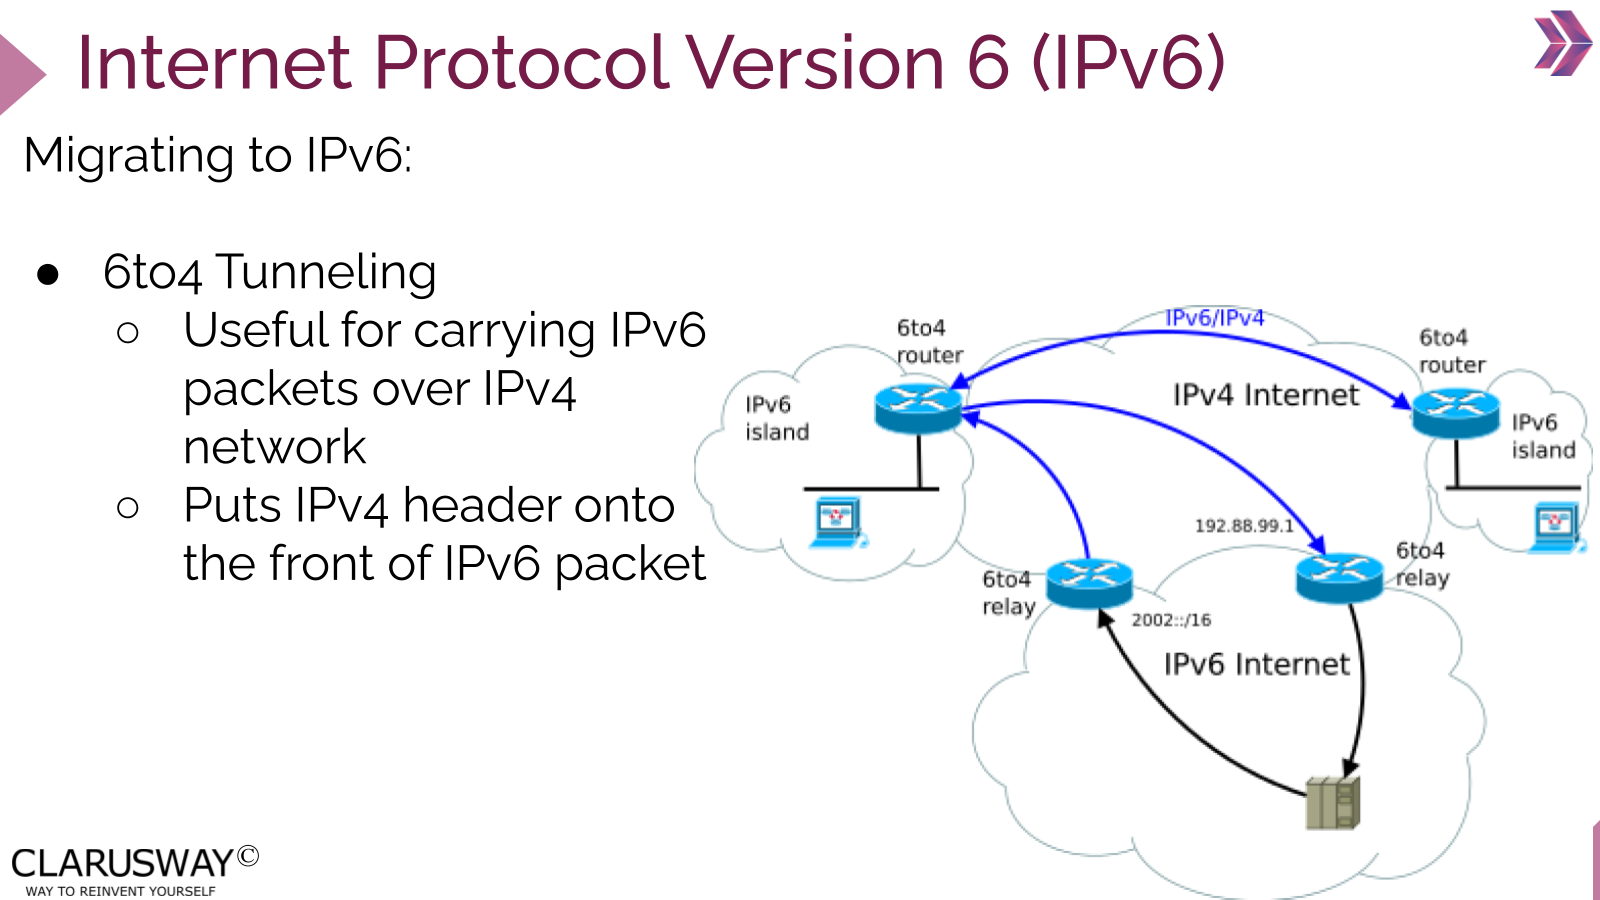 Internet Protocol Version 6 (IPv6)
Migrating to IPv6:
● 6to4 Tunneling
○ Useful for carrying IPv6
packets over IPv4
network
○ Puts IPv4 header onto
the front of IPv6 packet
IPv6/IPv4
6to4
router
6to4
router
IPv4 Internet
IPv6
island
IPv6
island
192.88.99.1
6to4
relay
6to4
relay
2002::/16
IPv6 Internet
CLARUSWAY©
WAY TO REINVENT YOURSELF